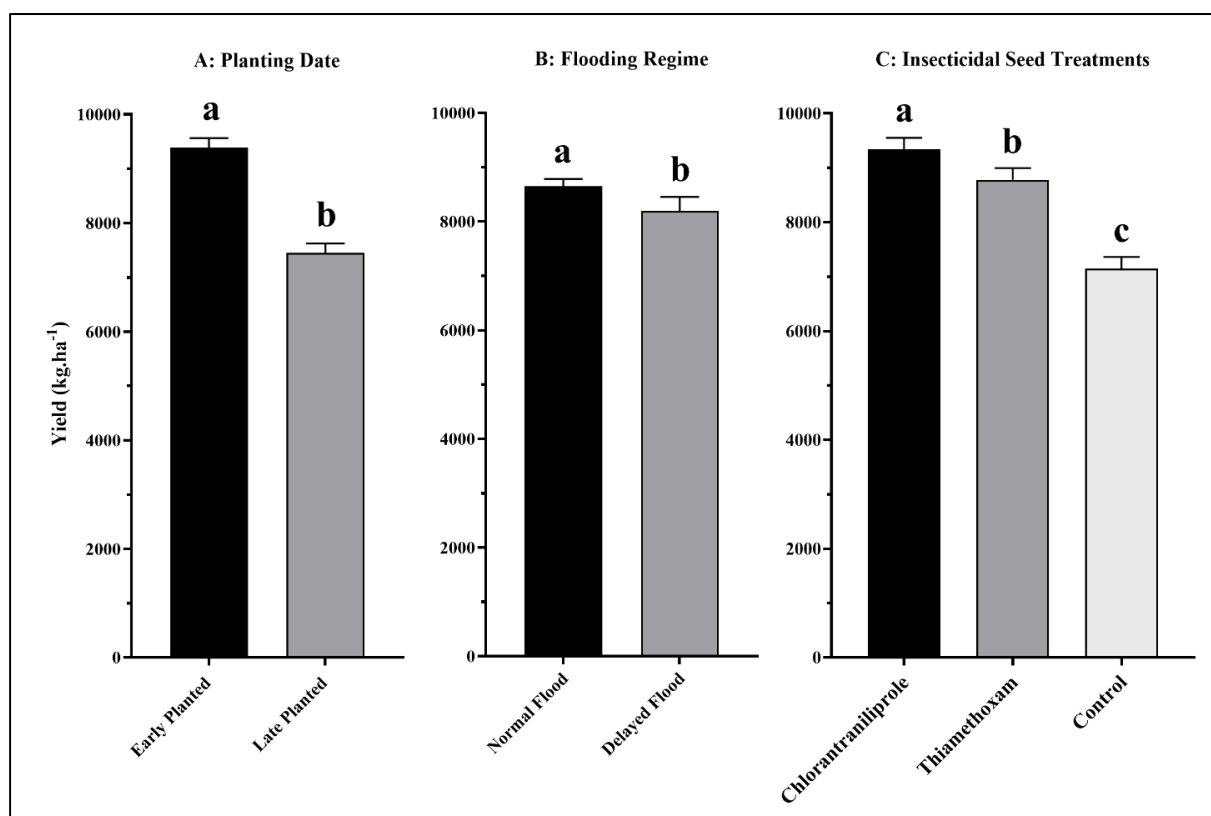 A: Planting Date
B: Flooding Regime
C: Insecticidal Seed Treatments
Yield (kg.ha-1)
10000
8000
6000
4000
2000
0
a
b
Early Planted
Late Planted
10000
8000
6000
4000
2000
0
a
b
Normal Flood
Delayed Flood
10000
8000
6000
4000
2000
0
a
b
c
Chlorantraniliprole
Thiamethoxam
Control